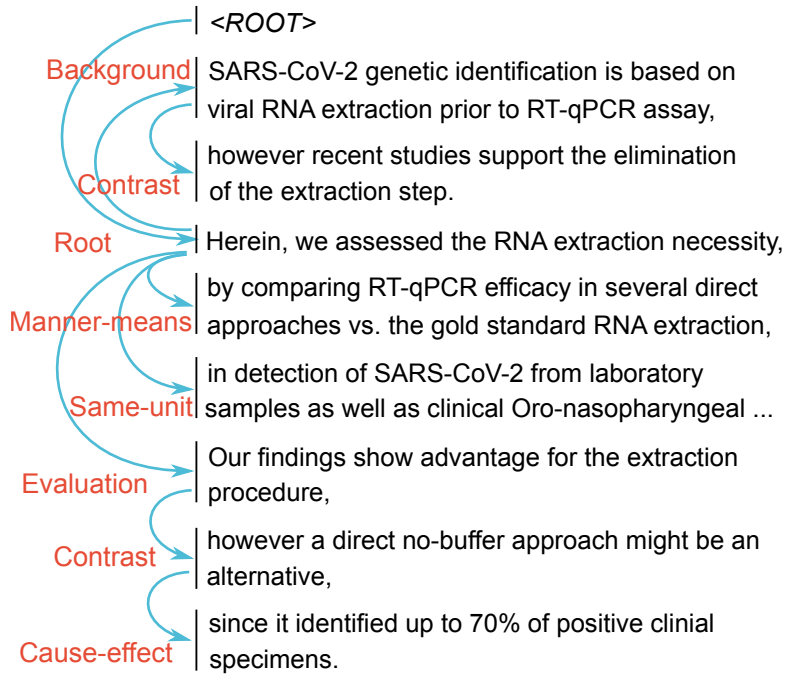 <ROOT>
Background
SARS-CoV-2 genetic identification is based on
viral RNA extraction prior to RT-qPCR assay,
Contrast
however recent studies support the elimination
of the extraction step.
Root
Herein, we assessed the RNA extraction necessity,
Manner-means
by comparing RT-qPCR efficacy in several direct
approaches vs. the gold standard RNA extraction,
Same-unit
in detection of SARS-CoV-2 from laboratory
samples as well as clinical Oro-nasopharyngeal ...
Evaluation
Our findings show advantage for the extraction
procedure,
Contrast
however a direct no-buffer approach might be an
alternative,
Cause-effect
since it identified up to 70% of positive clinial
specimens.